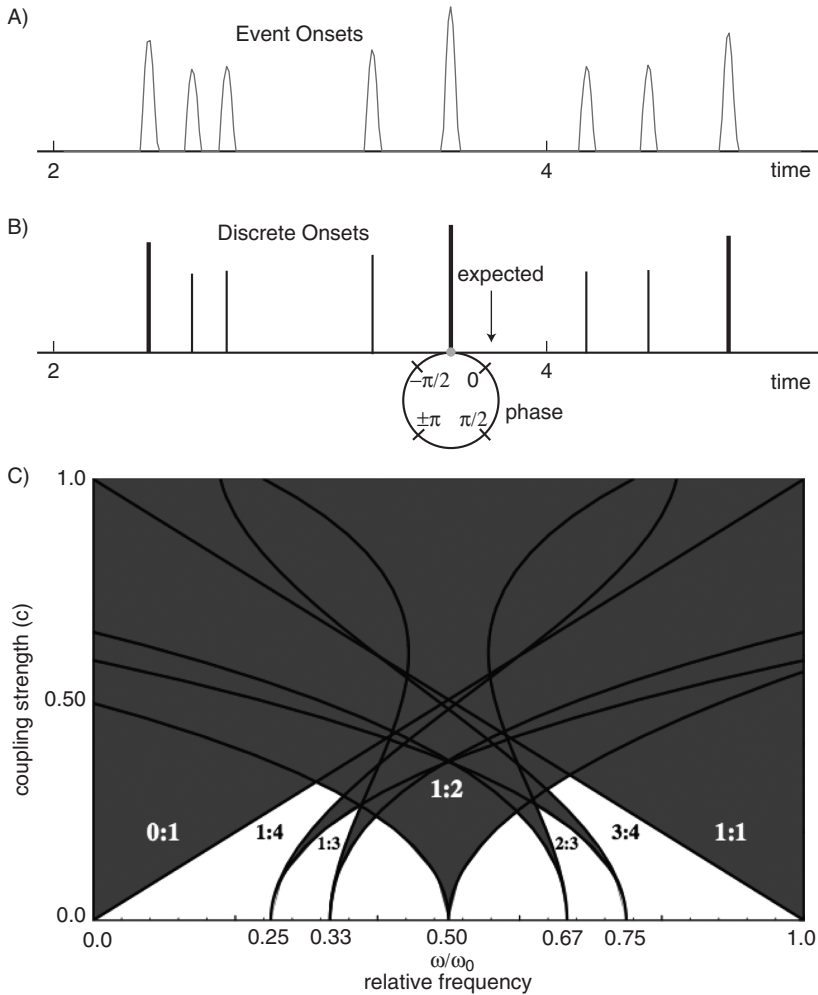 A)
Event Onsets
2
4
time
B)
Discrete Onsets
expected
2
4
time
−π/2 0
±π π/2
phase
C)
1.0
0.50
0.0
coupling strength (c)
0:1
1:4
1:3
1:2
2:3
3:4
1:1
0.0 0.25 0.33 0.50 0.67 0.75 1.0
ω/ω₀
relative frequency